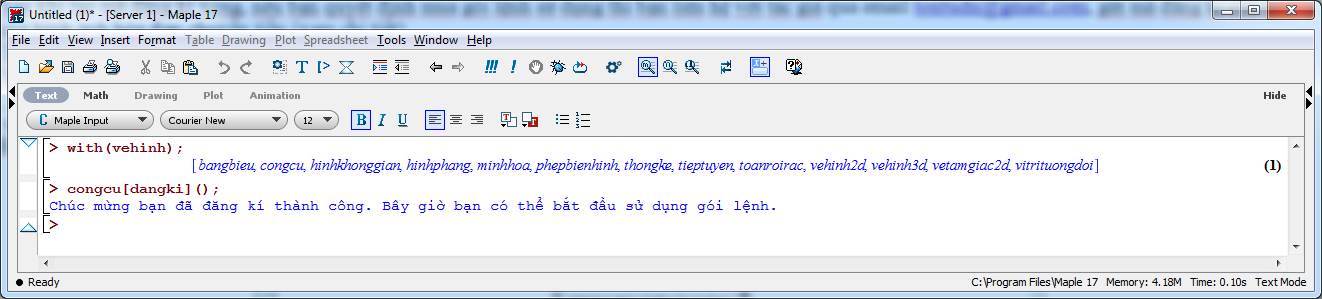 Untitled (1)* - [Server 1] - Maple 17
File Edit View Insert Format Table Drawing Plot Spreadsheet Tools Window Help
Text Math Drawing Plot Animation Hide
C Maple Input Courier New 12 B I U
> with(vehinh);
[bangbieu, congcu, hinhkhonggian, hinhphang, minhhoa, phepbienhinh, thongke, tieptuyen, toanroirac, vehinh2d, vehinh3d, vetamgiac2d, vitrituongdoi] (1)
> congcu[dangki]();
Chúc mừng bạn đã đăng kí thành công. Bây giờ bạn có thể bắt đầu sử dụng gói lệnh.
>
Ready C:\Program Files\Maple 17 Memory: 4.18M Time: 0.10s Text Mode